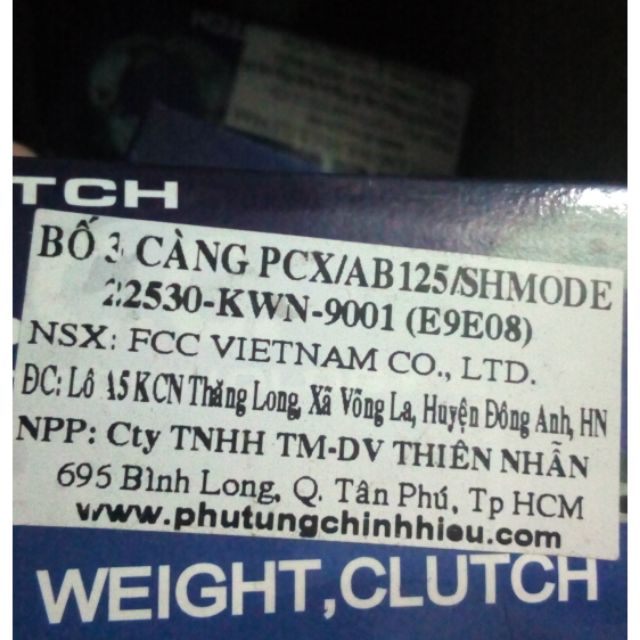 TCH
BỐ 3 CÀNG PCX/AB125/SHMODE
22530-KWN-9001 (E9E08)
NSX: FCC VIETNAM CO., LTD.
ĐC: Lô A5 KCN Thăng Long, Xã Võng La, Huyện Đông Anh, HN
NPP: Cty TNHH TM-DV THIÊN NHẪN
695 Bình Long, Q. Tân Phú, Tp HCM
www.phutungchinhhieu.com
WEIGHT,CLUTCH